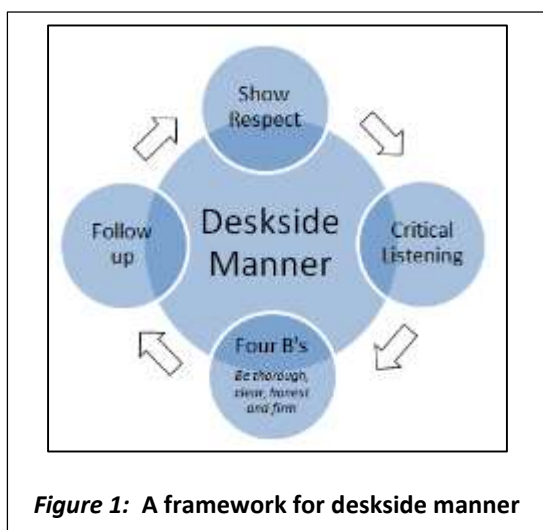 Show
Respect
Deskside
Manner
Follow
up
Critical
Listening
Four B's
Be thorough,
clear, honest
and firm
Figure 1: A framework for deskside manner